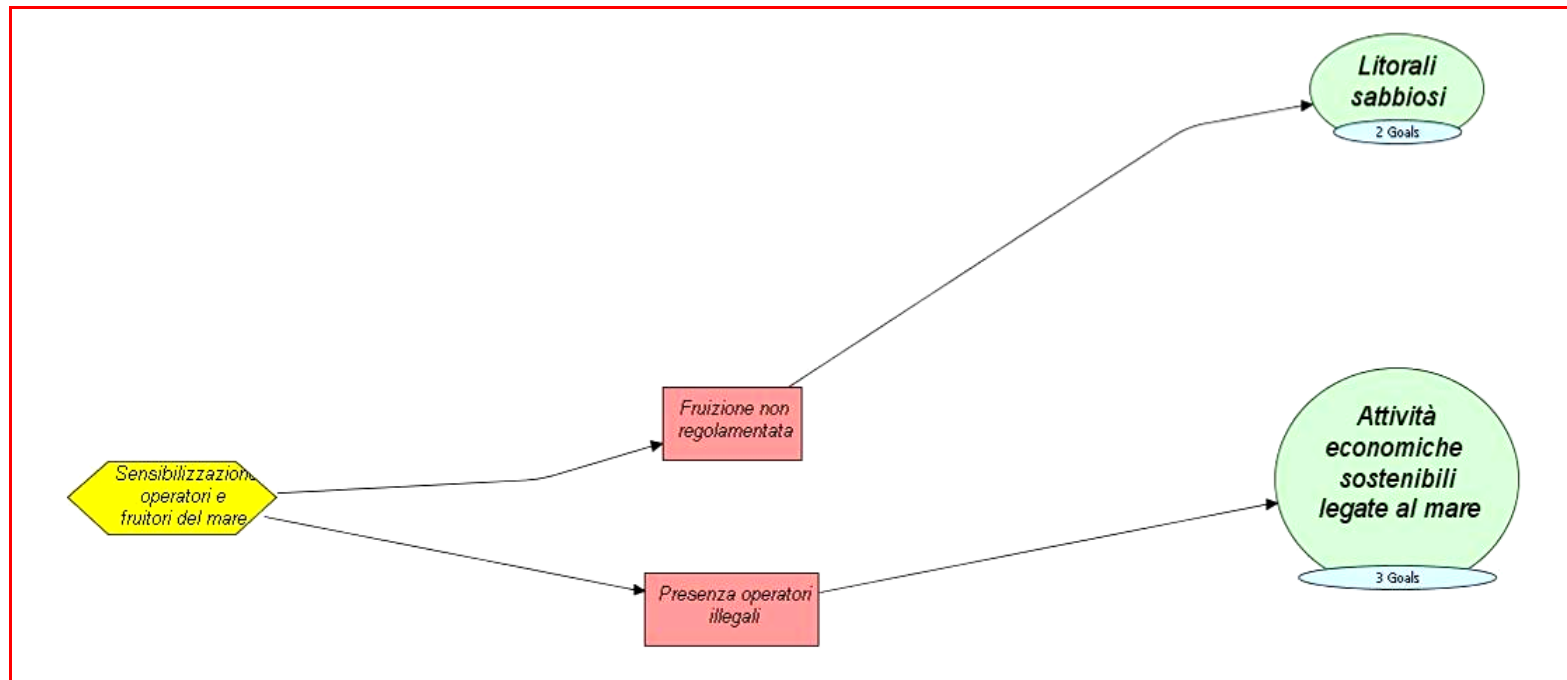 Litorali
sabbiosi
2 Goals
Fruizione non
regolamentata
Attività
economiche
sostenibili
legate al mare
3 Goals
Sensibilizzazione
operatori e
fruitori del mare
Presenza operatori
illegali